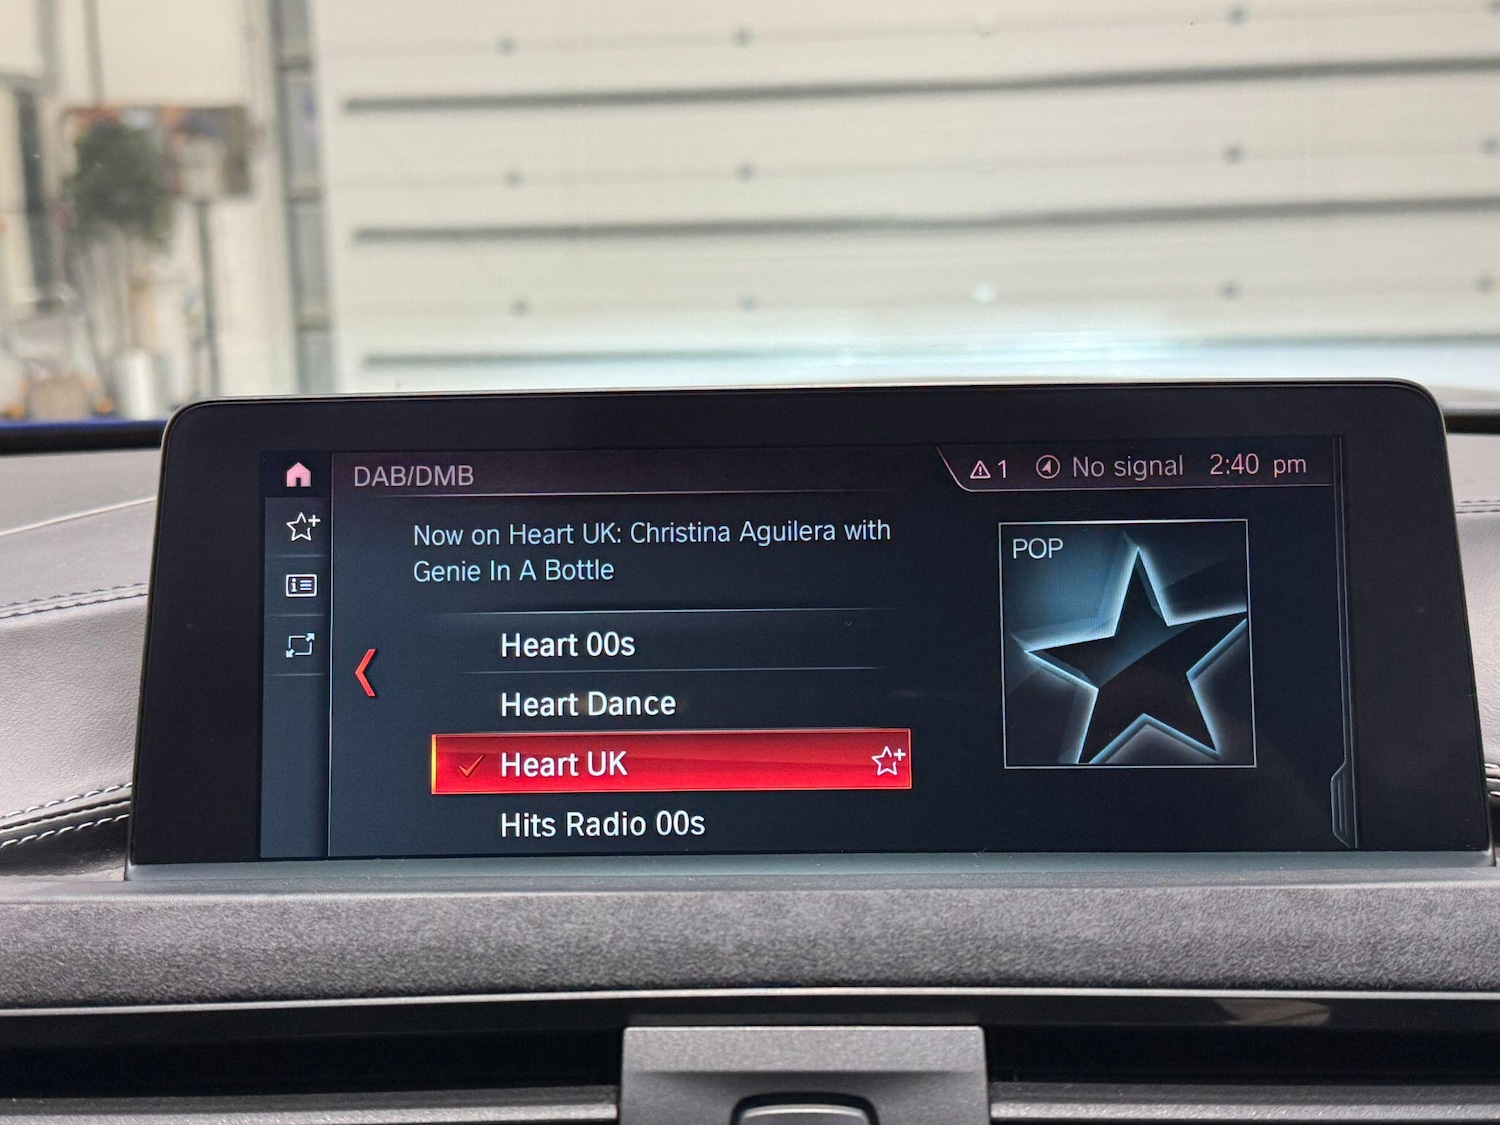 DAB/DMB
1 No signal 2:40 pm
Now on Heart UK: Christina Aguilera with
Genie In A Bottle
POP
Heart 00s
Heart Dance
Heart UK
Hits Radio 00s